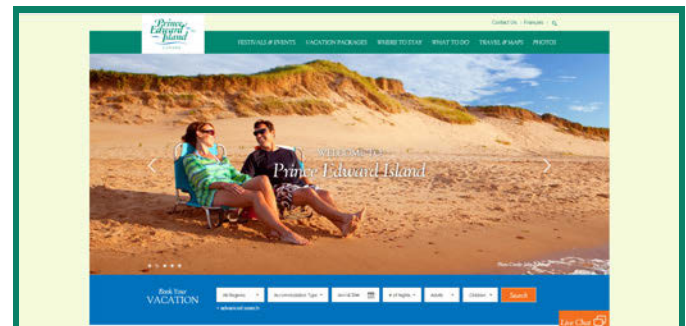 Contact Us Français
Prince
Edward
Island
FESTIVALS & EVENTS VACATION PACKAGES WHERE TO STAY WHAT TO DO TRAVEL & MAPS PHOTOS
WELCOME TO
Prince Edward Island
Book Your
VACATION
All Regions Accommodation Type # of Nights Adults Children Search
+ advanced search
Live Chat